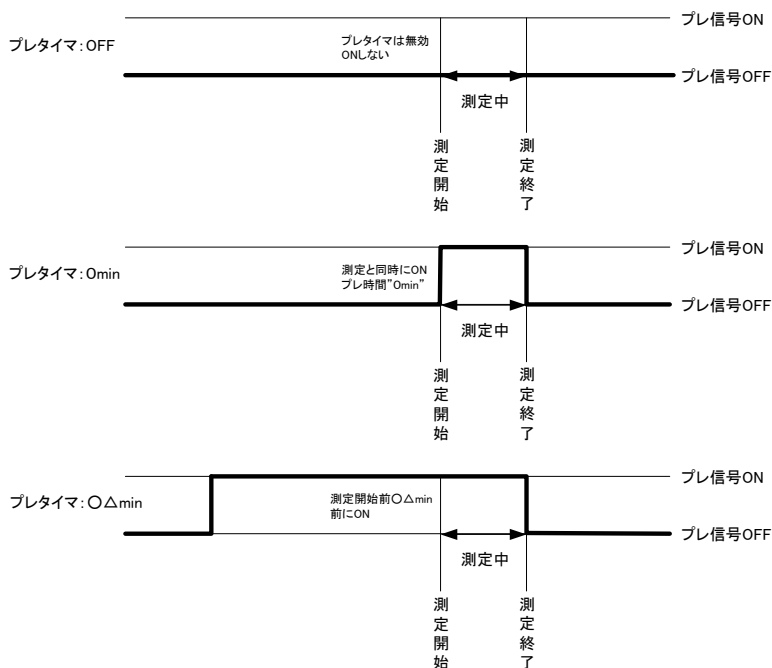 プレ信号ON
プレタイマ：OFF
プレタイマは無効
ONしない
プレ信号OFF
測定中
測定開始
測定終了
プレ信号ON
プレタイマ：0min
測定と同時にON
プレ時間"0min"
プレ信号OFF
測定中
測定開始
測定終了
プレ信号ON
プレタイマ：〇△min
測定開始前〇△min
前にON
プレ信号OFF
測定中
測定開始
測定終了